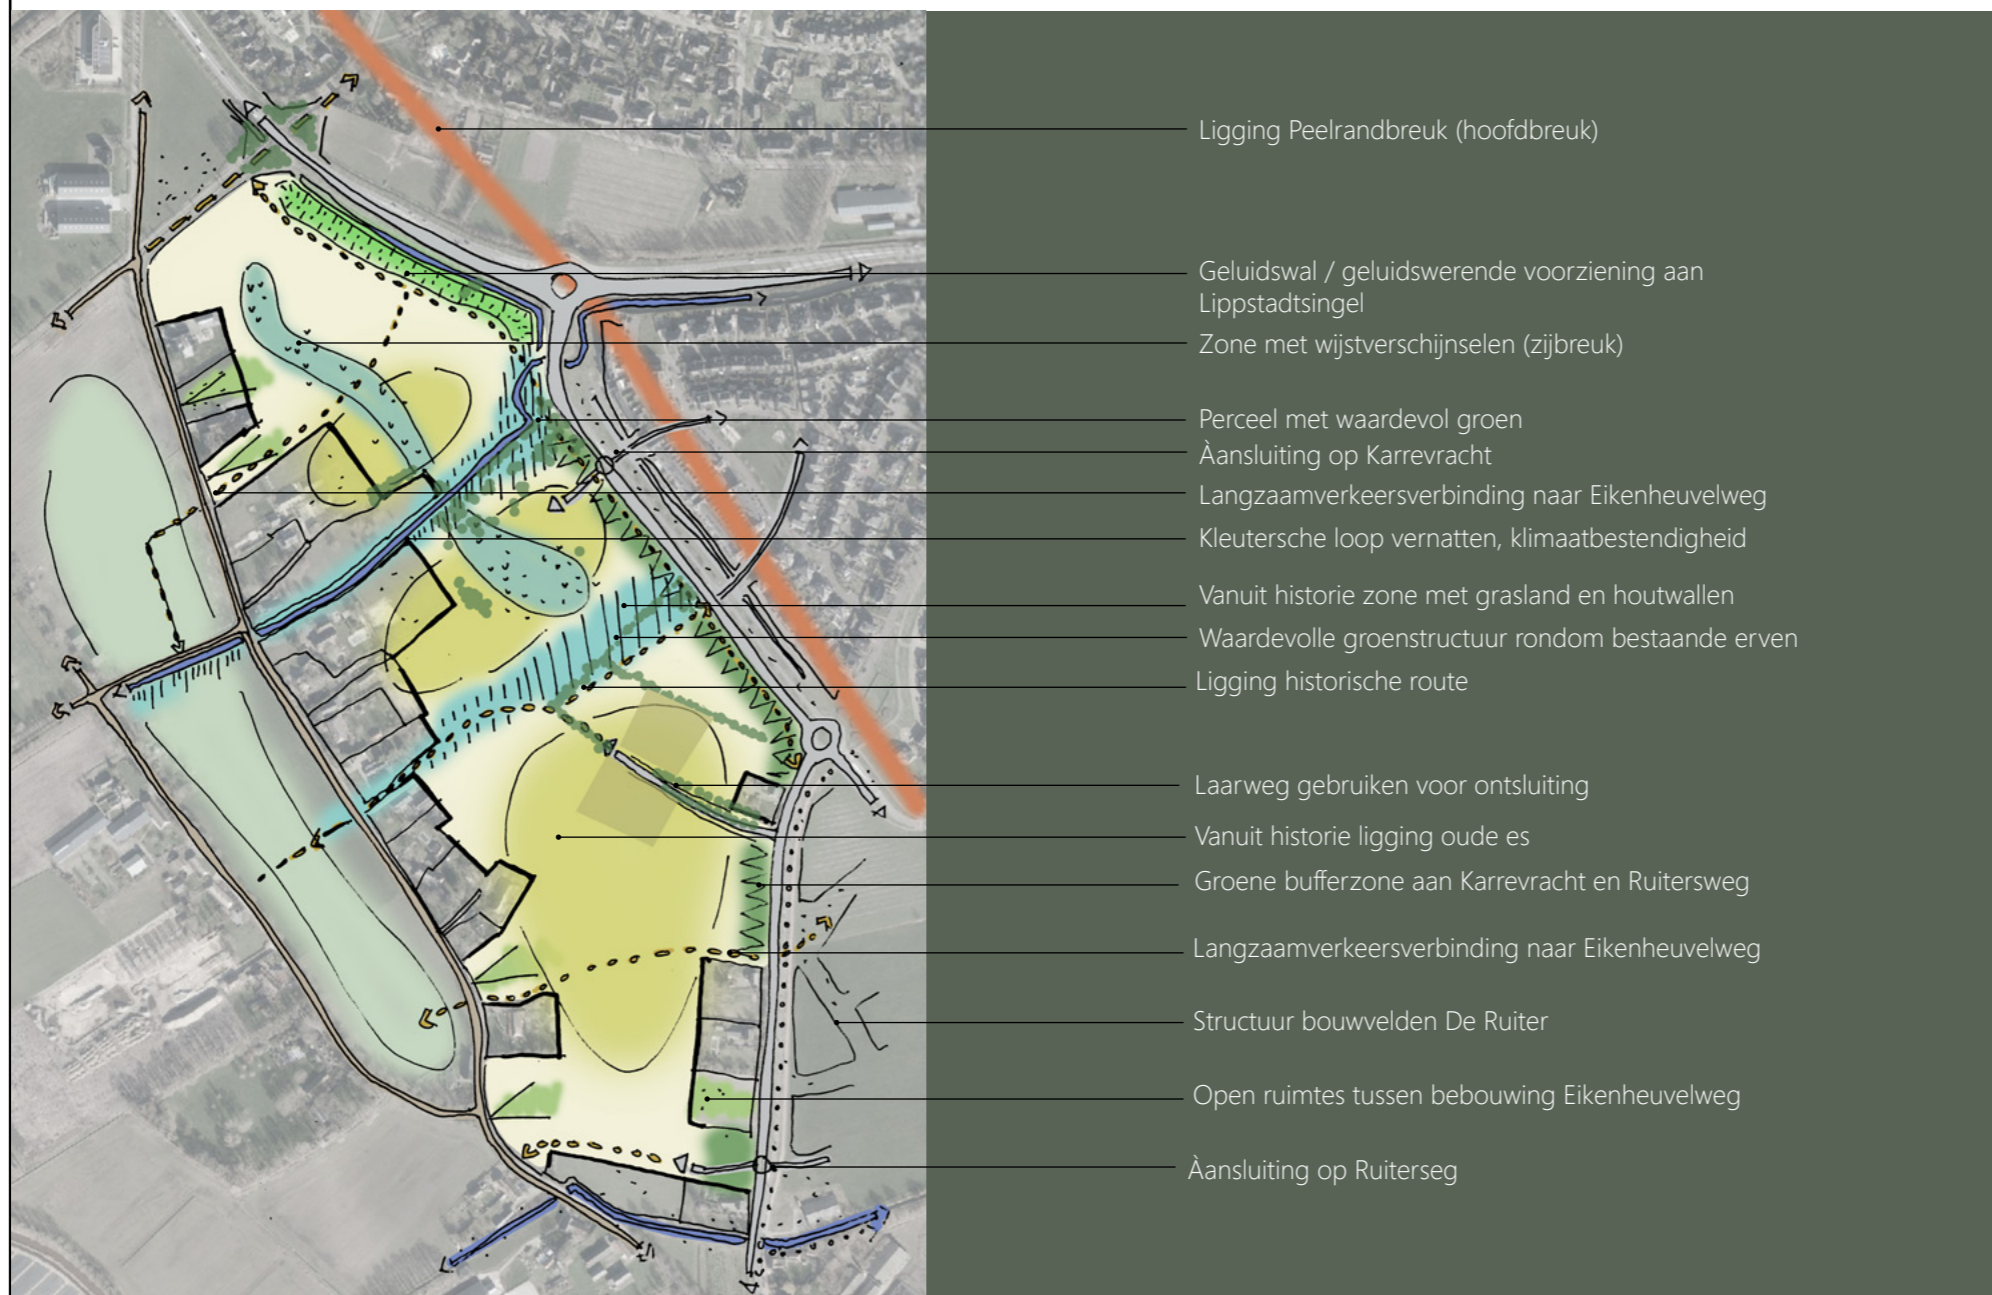 Ligging Peelrandbreuk (hoofdbreuk)
Geluidswal / geluidswerende voorziening aan
Lippstadtsingel
Zone met wijstverschijnselen (zijbreuk)
Perceel met waardevol groen
Àansluiting op Karrevracht
Langzaamverkeersverbinding naar Eikenheuvelweg
Kleutersche loop vernatten, klimaatbestendigheid
Vanuit historie zone met grasland en houtwallen
Waardevolle groenstructuur rondom bestaande erven
Ligging historische route
Laarweg gebruiken voor ontsluiting
Vanuit historie ligging oude es
Groene bufferzone aan Karrevracht en Ruitersweg
Langzaamverkeersverbinding naar Eikenheuvelweg
Structuur bouwvelden De Ruiter
Open ruimtes tussen bebouwing Eikenheuvelweg
Àansluiting op Ruiterseg